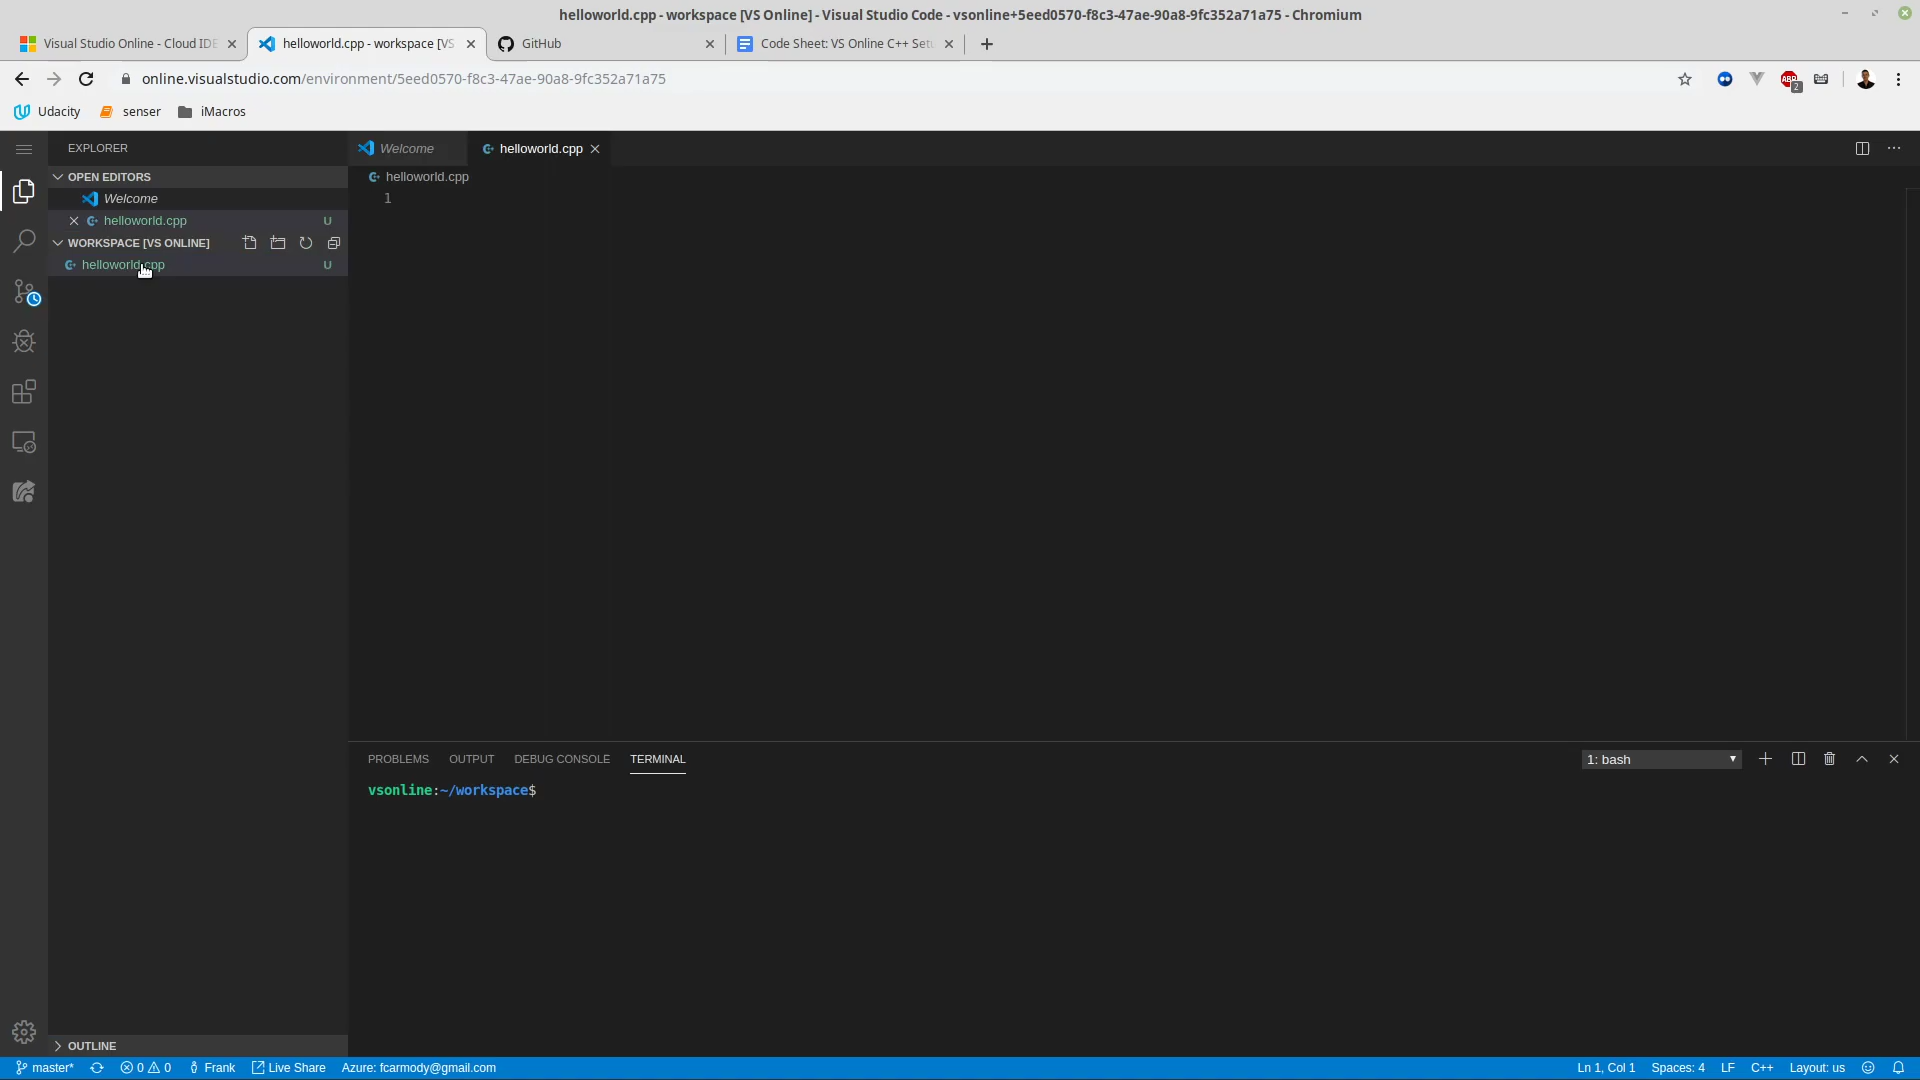 helloworld.cpp - workspace [VS Online] - Visual Studio Code - vsonline+5eed0570-f8c3-47ae-90a8-9fc352a71a75 - Chromium
Visual Studio Online - Cloud IDE
helloworld.cpp - workspace [VS
GitHub
Code Sheet: VS Online C++ Setu
online.visualstudio.com/environment/5eed0570-f8c3-47ae-90a8-9fc352a71a75
ABP
2
Udacity
senser
iMacros
EXPLORER
Welcome
helloworld.cpp
OPEN EDITORS
helloworld.cpp
Welcome
1
helloworld.cpp
U
WORKSPACE [VS ONLINE]
helloworld.cpp
U
PROBLEMS
OUTPUT
DEBUG CONSOLE
TERMINAL
1: bash
vsonline:~/workspace$
OUTLINE
master*
0
0
Frank
Live Share
Azure: fcarmody@gmail.com
Ln 1, Col 1
Spaces: 4
LF
C++
Layout: us